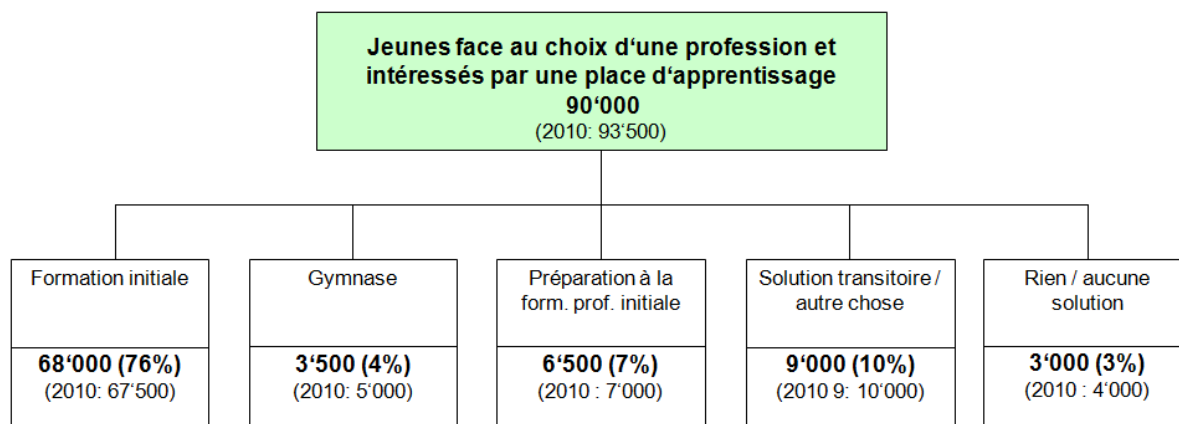 Jeunes face au choix d‘une profession et
intéressés par une place d‘apprentissage
90‘000
(2010: 93‘500)
Formation initiale
68‘000 (76%)
(2010: 67‘500)
Gymnase
3‘500 (4%)
(2010: 5‘000)
Préparation à la
form. prof. initiale
6‘500 (7%)
(2010 : 7‘000)
Solution transitoire /
autre chose
9‘000 (10%)
(2010 9: 10‘000)
Rien / aucune
solution
3‘000 (3%)
(2010 : 4‘000)